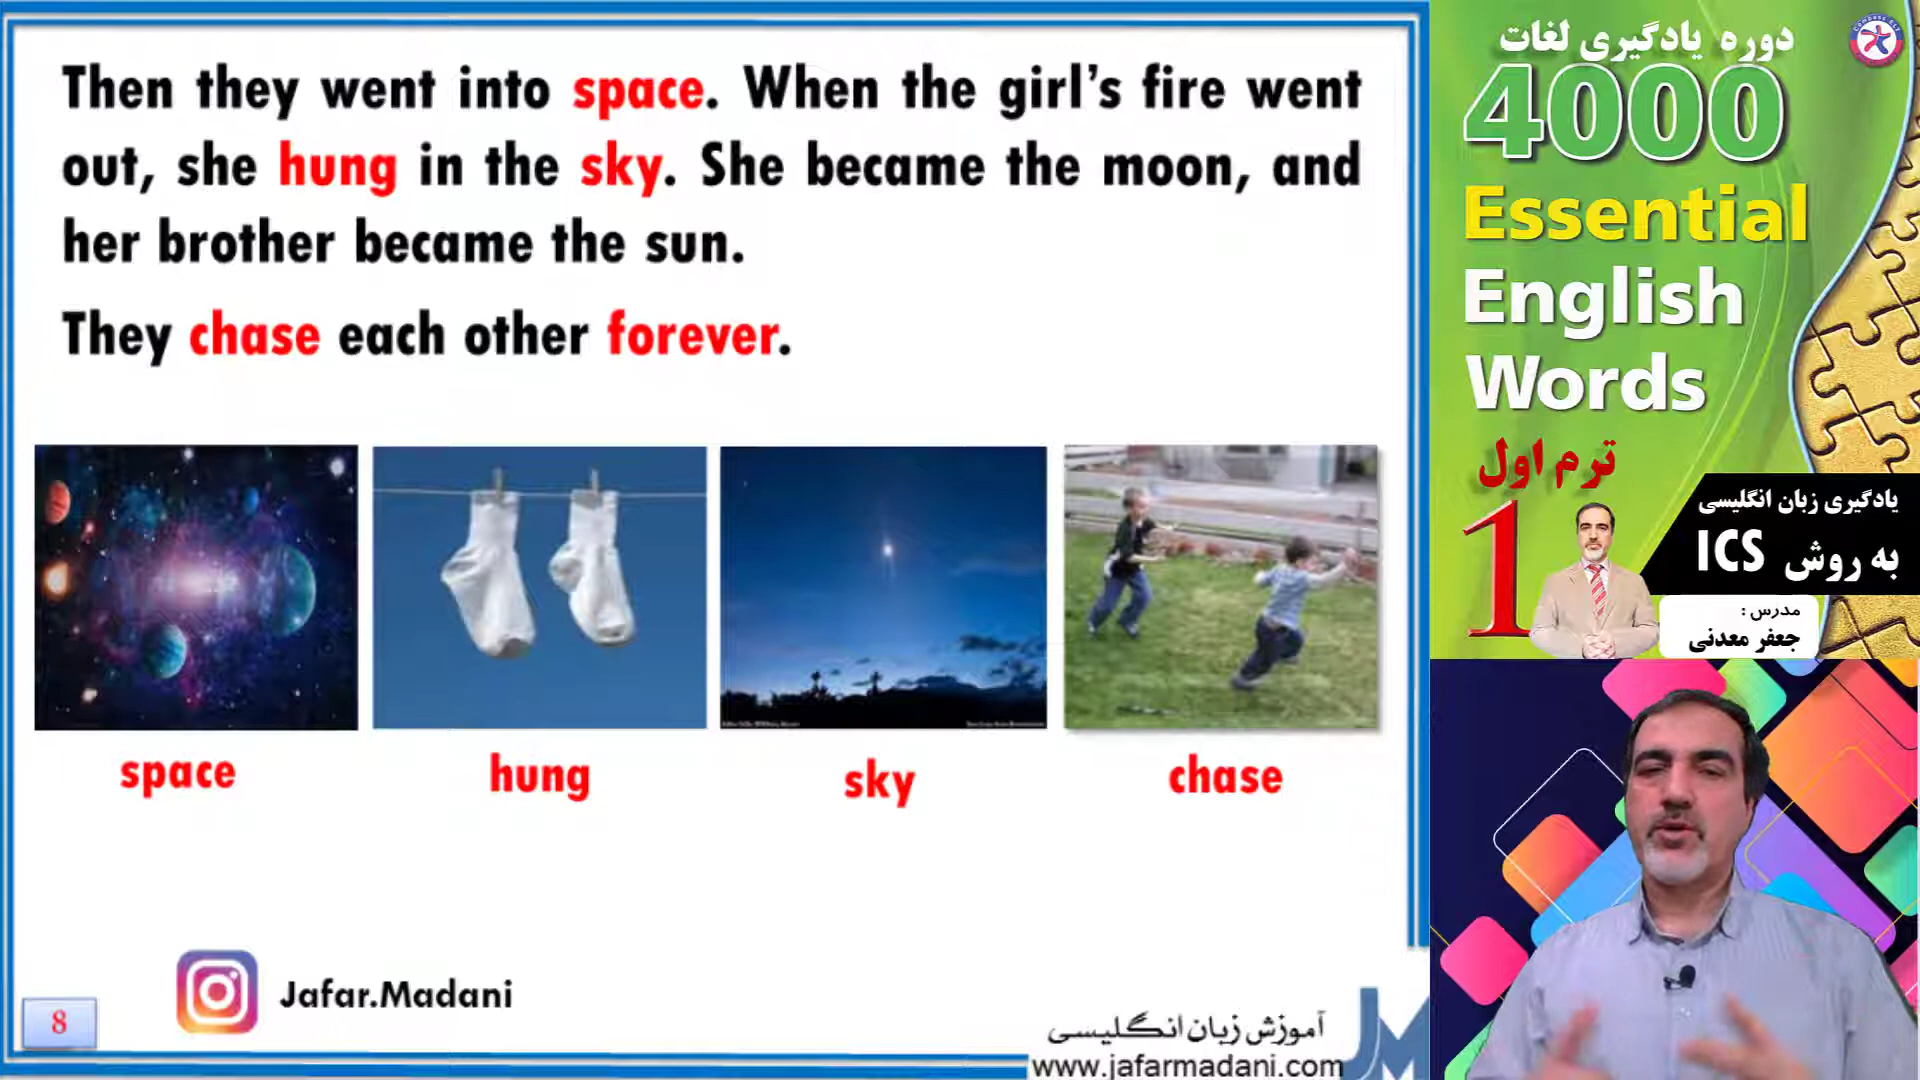 Then they went into space. When the girl's fire went
out, she hung in the sky. She became the moon, and
her brother became the sun.
They chase each other forever.
space
hung
sky
chase
8
Jafar.Madani
آموزش زبان انگلیسی
www.jafarmadani.com
JM
دوره یادگیری لغات
4000
Essential
English
Words
ترم اول
1
یادگیری زبان انگلیسی
به روش ICS
مدرس :
جعفر معدنی